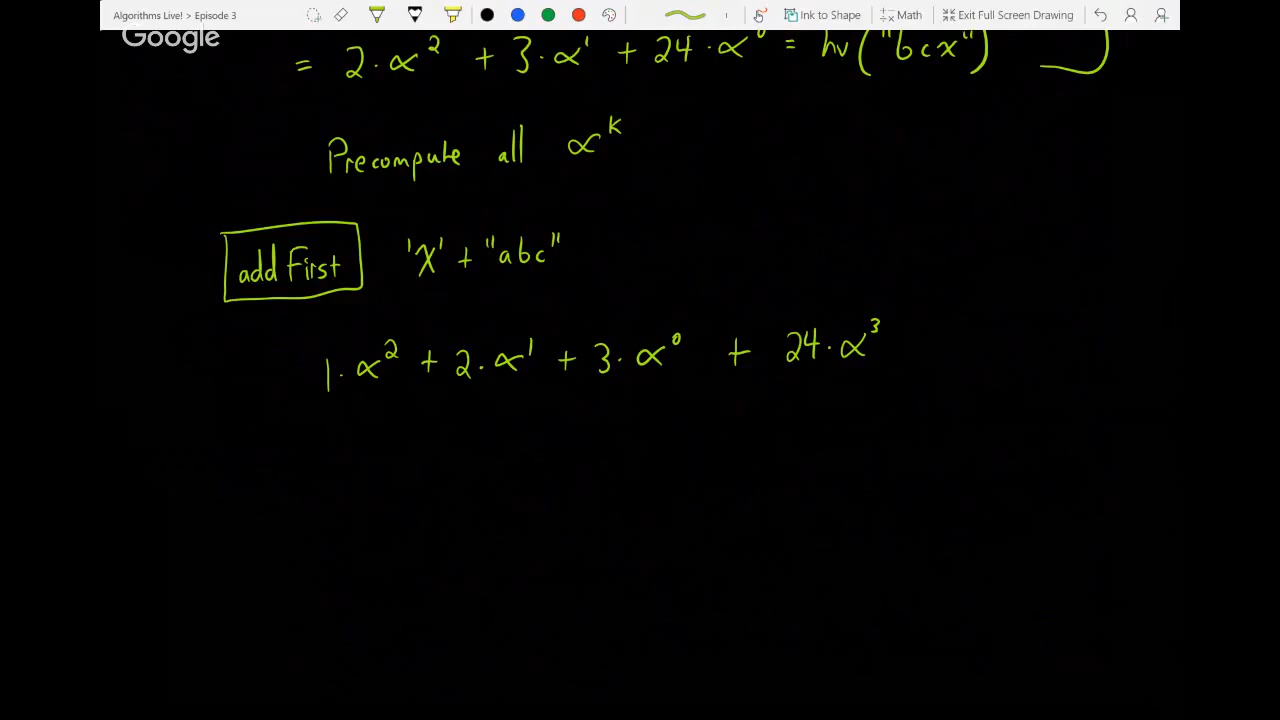 Algorithms Live! > Episode 3 Ink to Shape Math Exit Full Screen Drawing
Google
= 2·α² + 3·α¹ + 24·α⁰ = hv("bcx")
Precompute all α^k
add First 'X' + "abc"
1·α² + 2·α¹ + 3·α⁰ + 24·α³